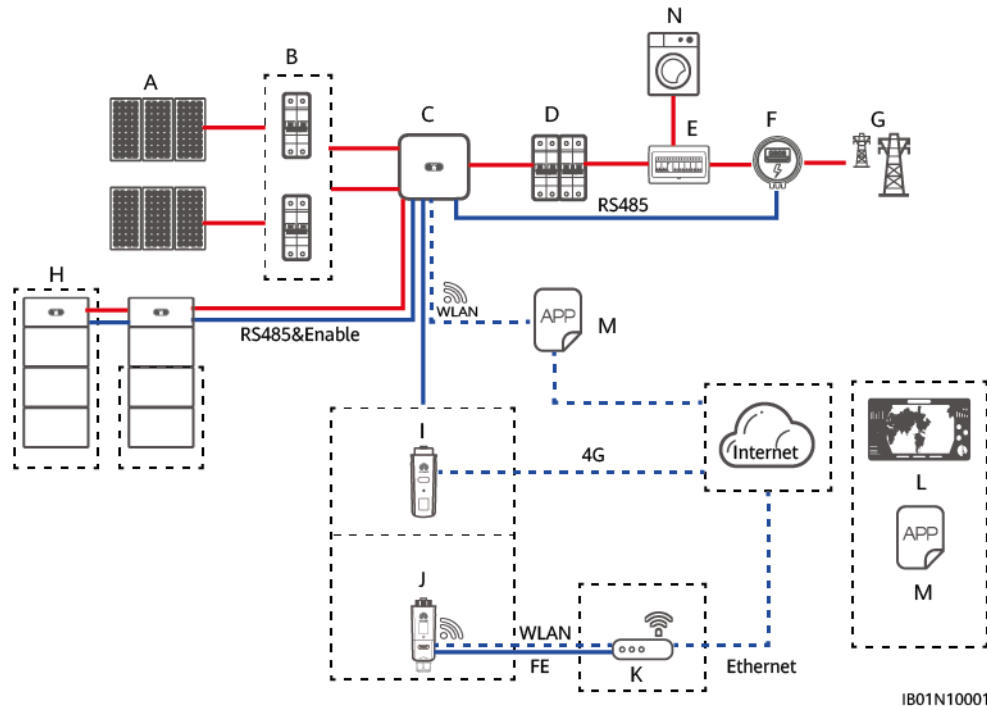 N
A
B
C
D
E
F
G
RS485
H
WLAN
APP
M
RS485&Enable
I
4G
Internet
L
APP
M
J
WLAN
FE
K
Ethernet
IB01N10001